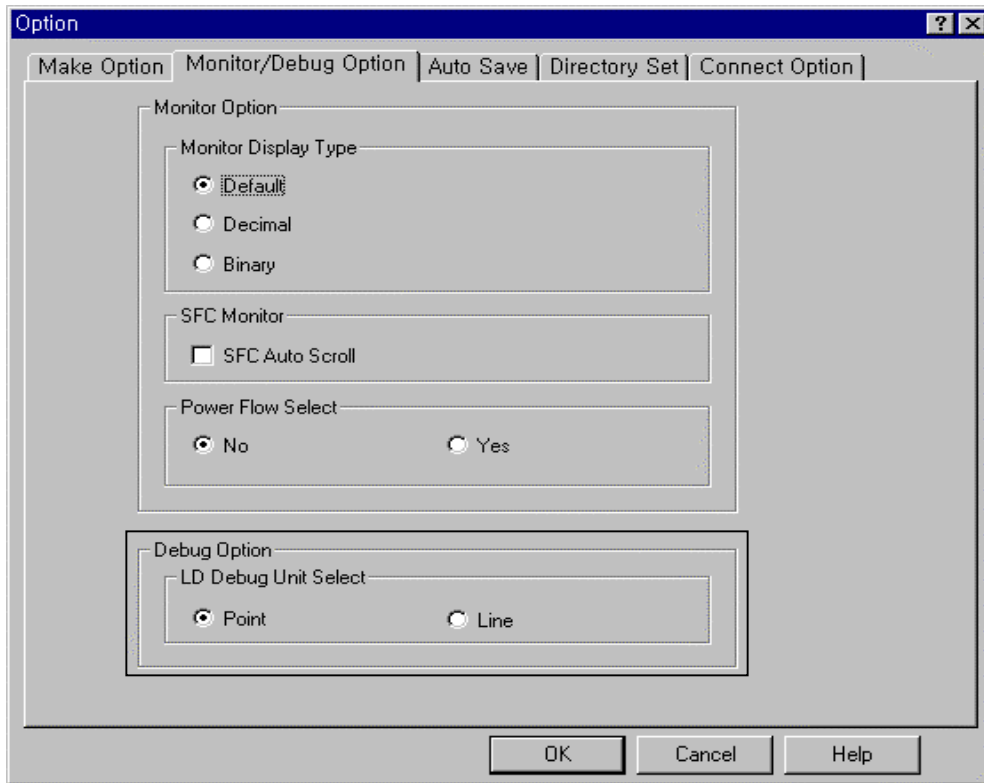 Option
Make Option Monitor/Debug Option Auto Save Directory Set Connect Option
Monitor Option
Monitor Display Type
Default
Decimal
Binary
SFC Monitor
SFC Auto Scroll
Power Flow Select
No Yes
Debug Option
LD Debug Unit Select
Point Line
OK Cancel Help